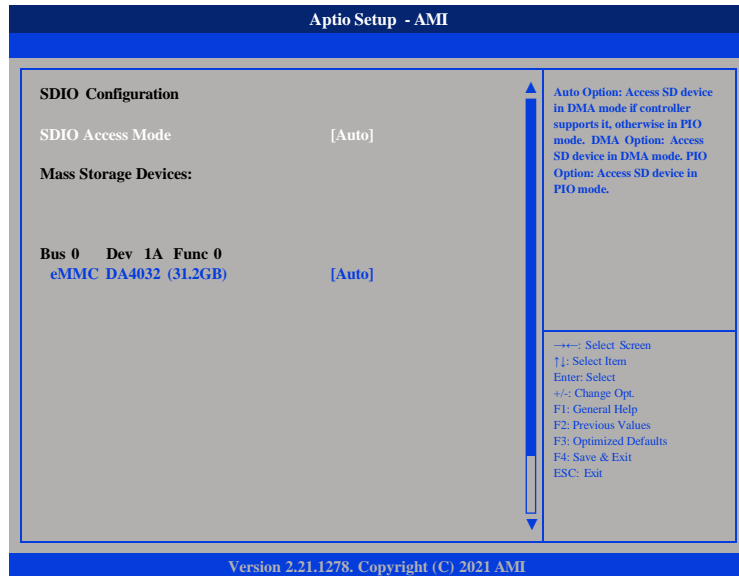 Aptio Setup - AMI
SDIO Configuration
SDIO Access Mode [Auto]
Mass Storage Devices:
Bus 0 Dev 1A Func 0
eMMC DA4032 (31.2GB) [Auto]
Auto Option: Access SD device
in DMA mode if controller
supports it, otherwise in PIO
mode. DMA Option: Access
SD device in DMA mode. PIO
Option: Access SD device in
PIO mode.
→←: Select Screen
↑↓: Select Item
Enter: Select
+/-: Change Opt.
F1: General Help
F2: Previous Values
F3: Optimized Defaults
F4: Save & Exit
ESC: Exit
Version 2.21.1278. Copyright (C) 2021 AMI